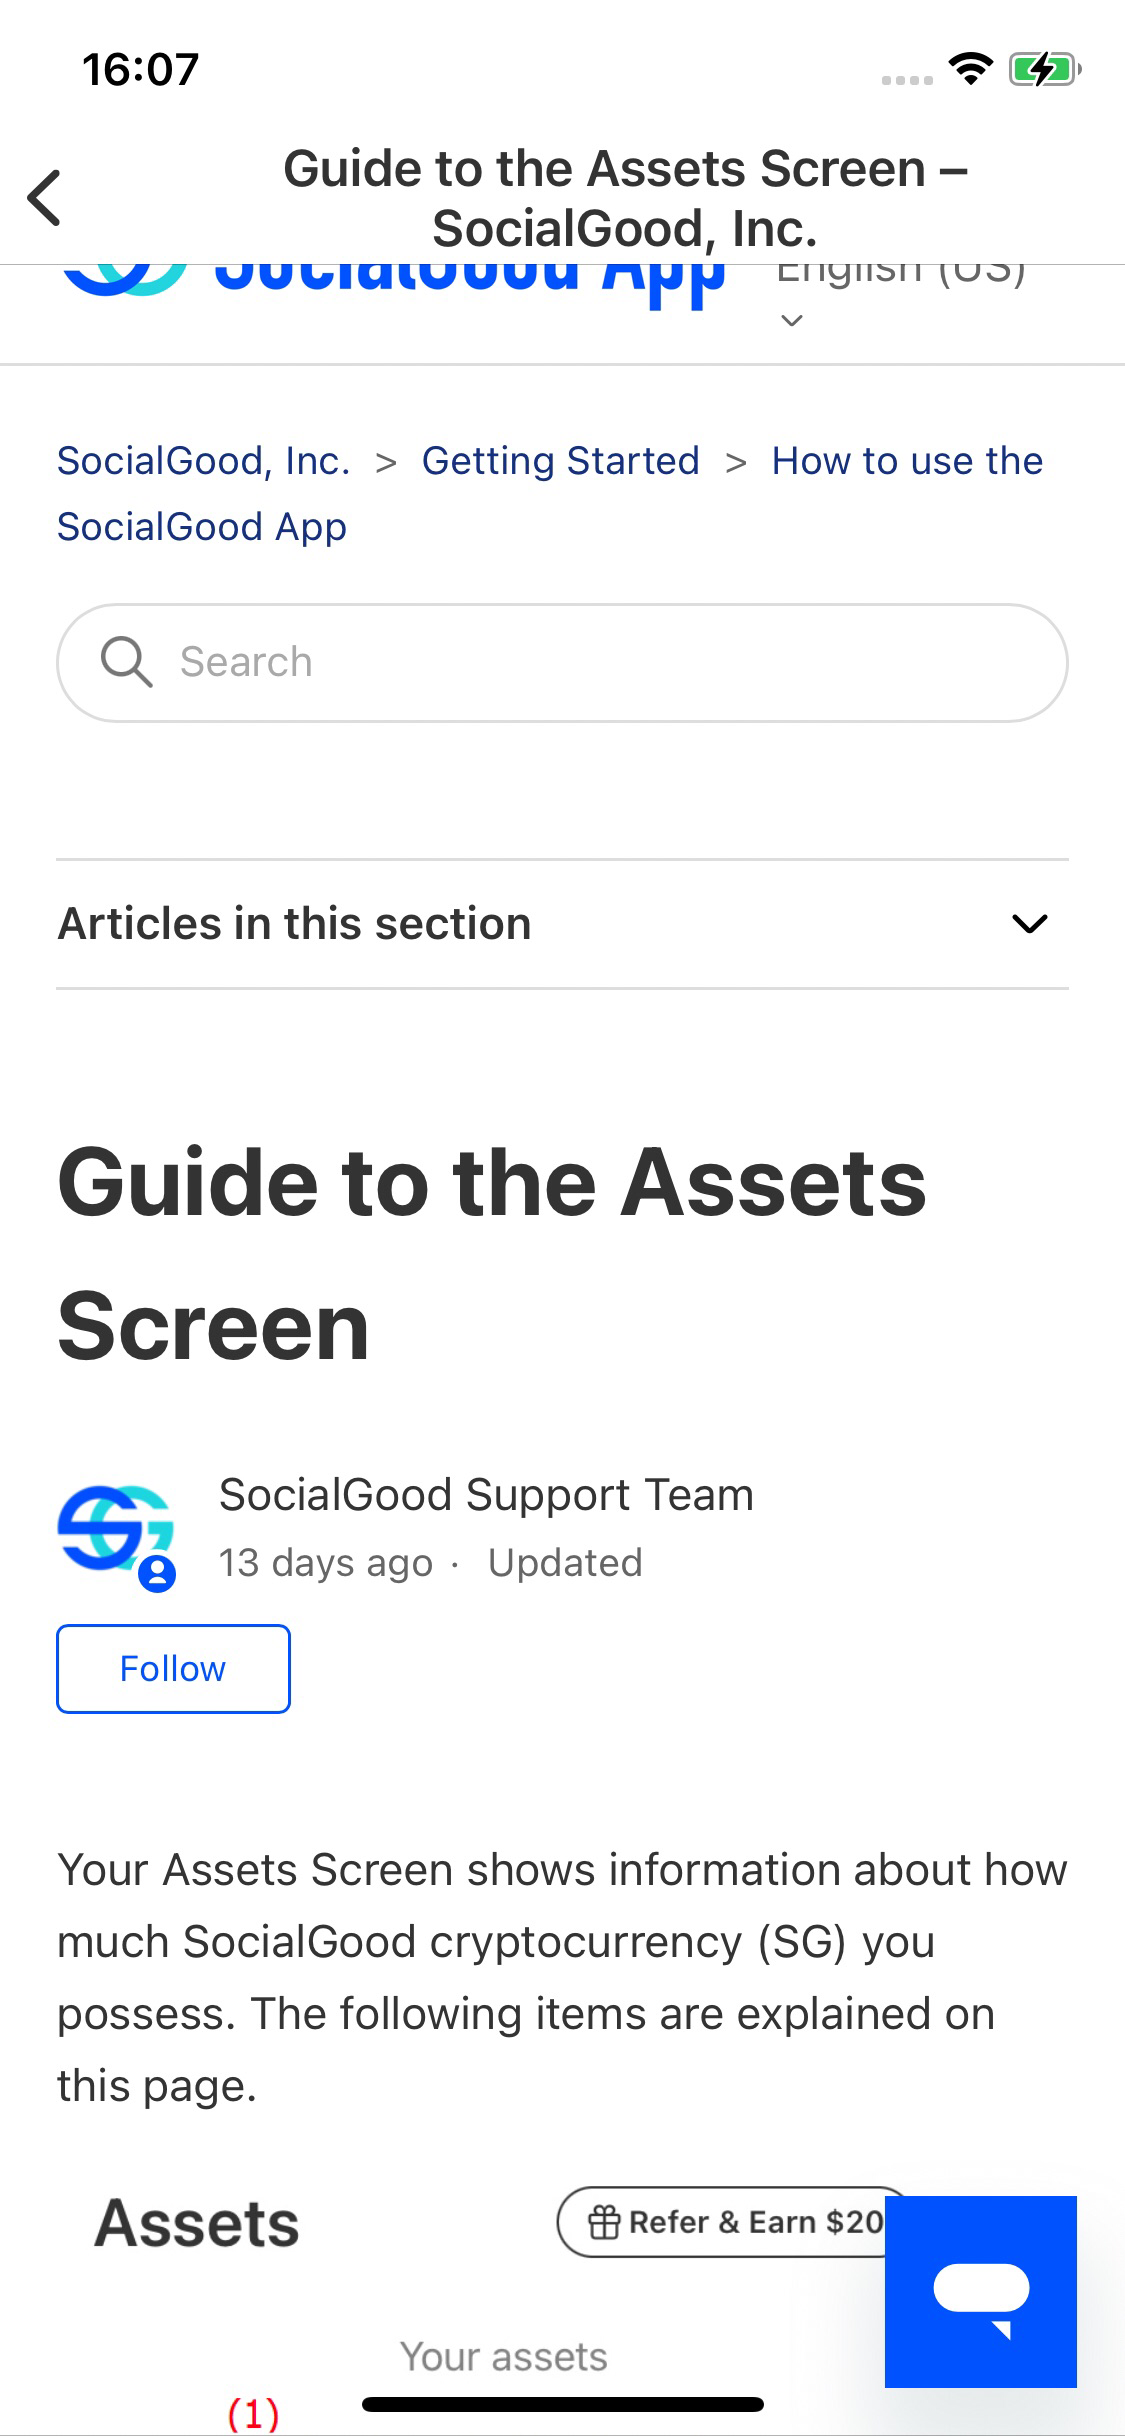 16:07
Guide to the Assets Screen –
SocialGood, Inc.
SocialGood App
English (US)
SocialGood, Inc. > Getting Started > How to use the
SocialGood App
Search
Articles in this section
Guide to the Assets
Screen
SocialGood Support Team
13 days ago · Updated
Follow
Your Assets Screen shows information about how
much SocialGood cryptocurrency (SG) you
possess. The following items are explained on
this page.
Assets
Refer & Earn $20
Your assets
(1)